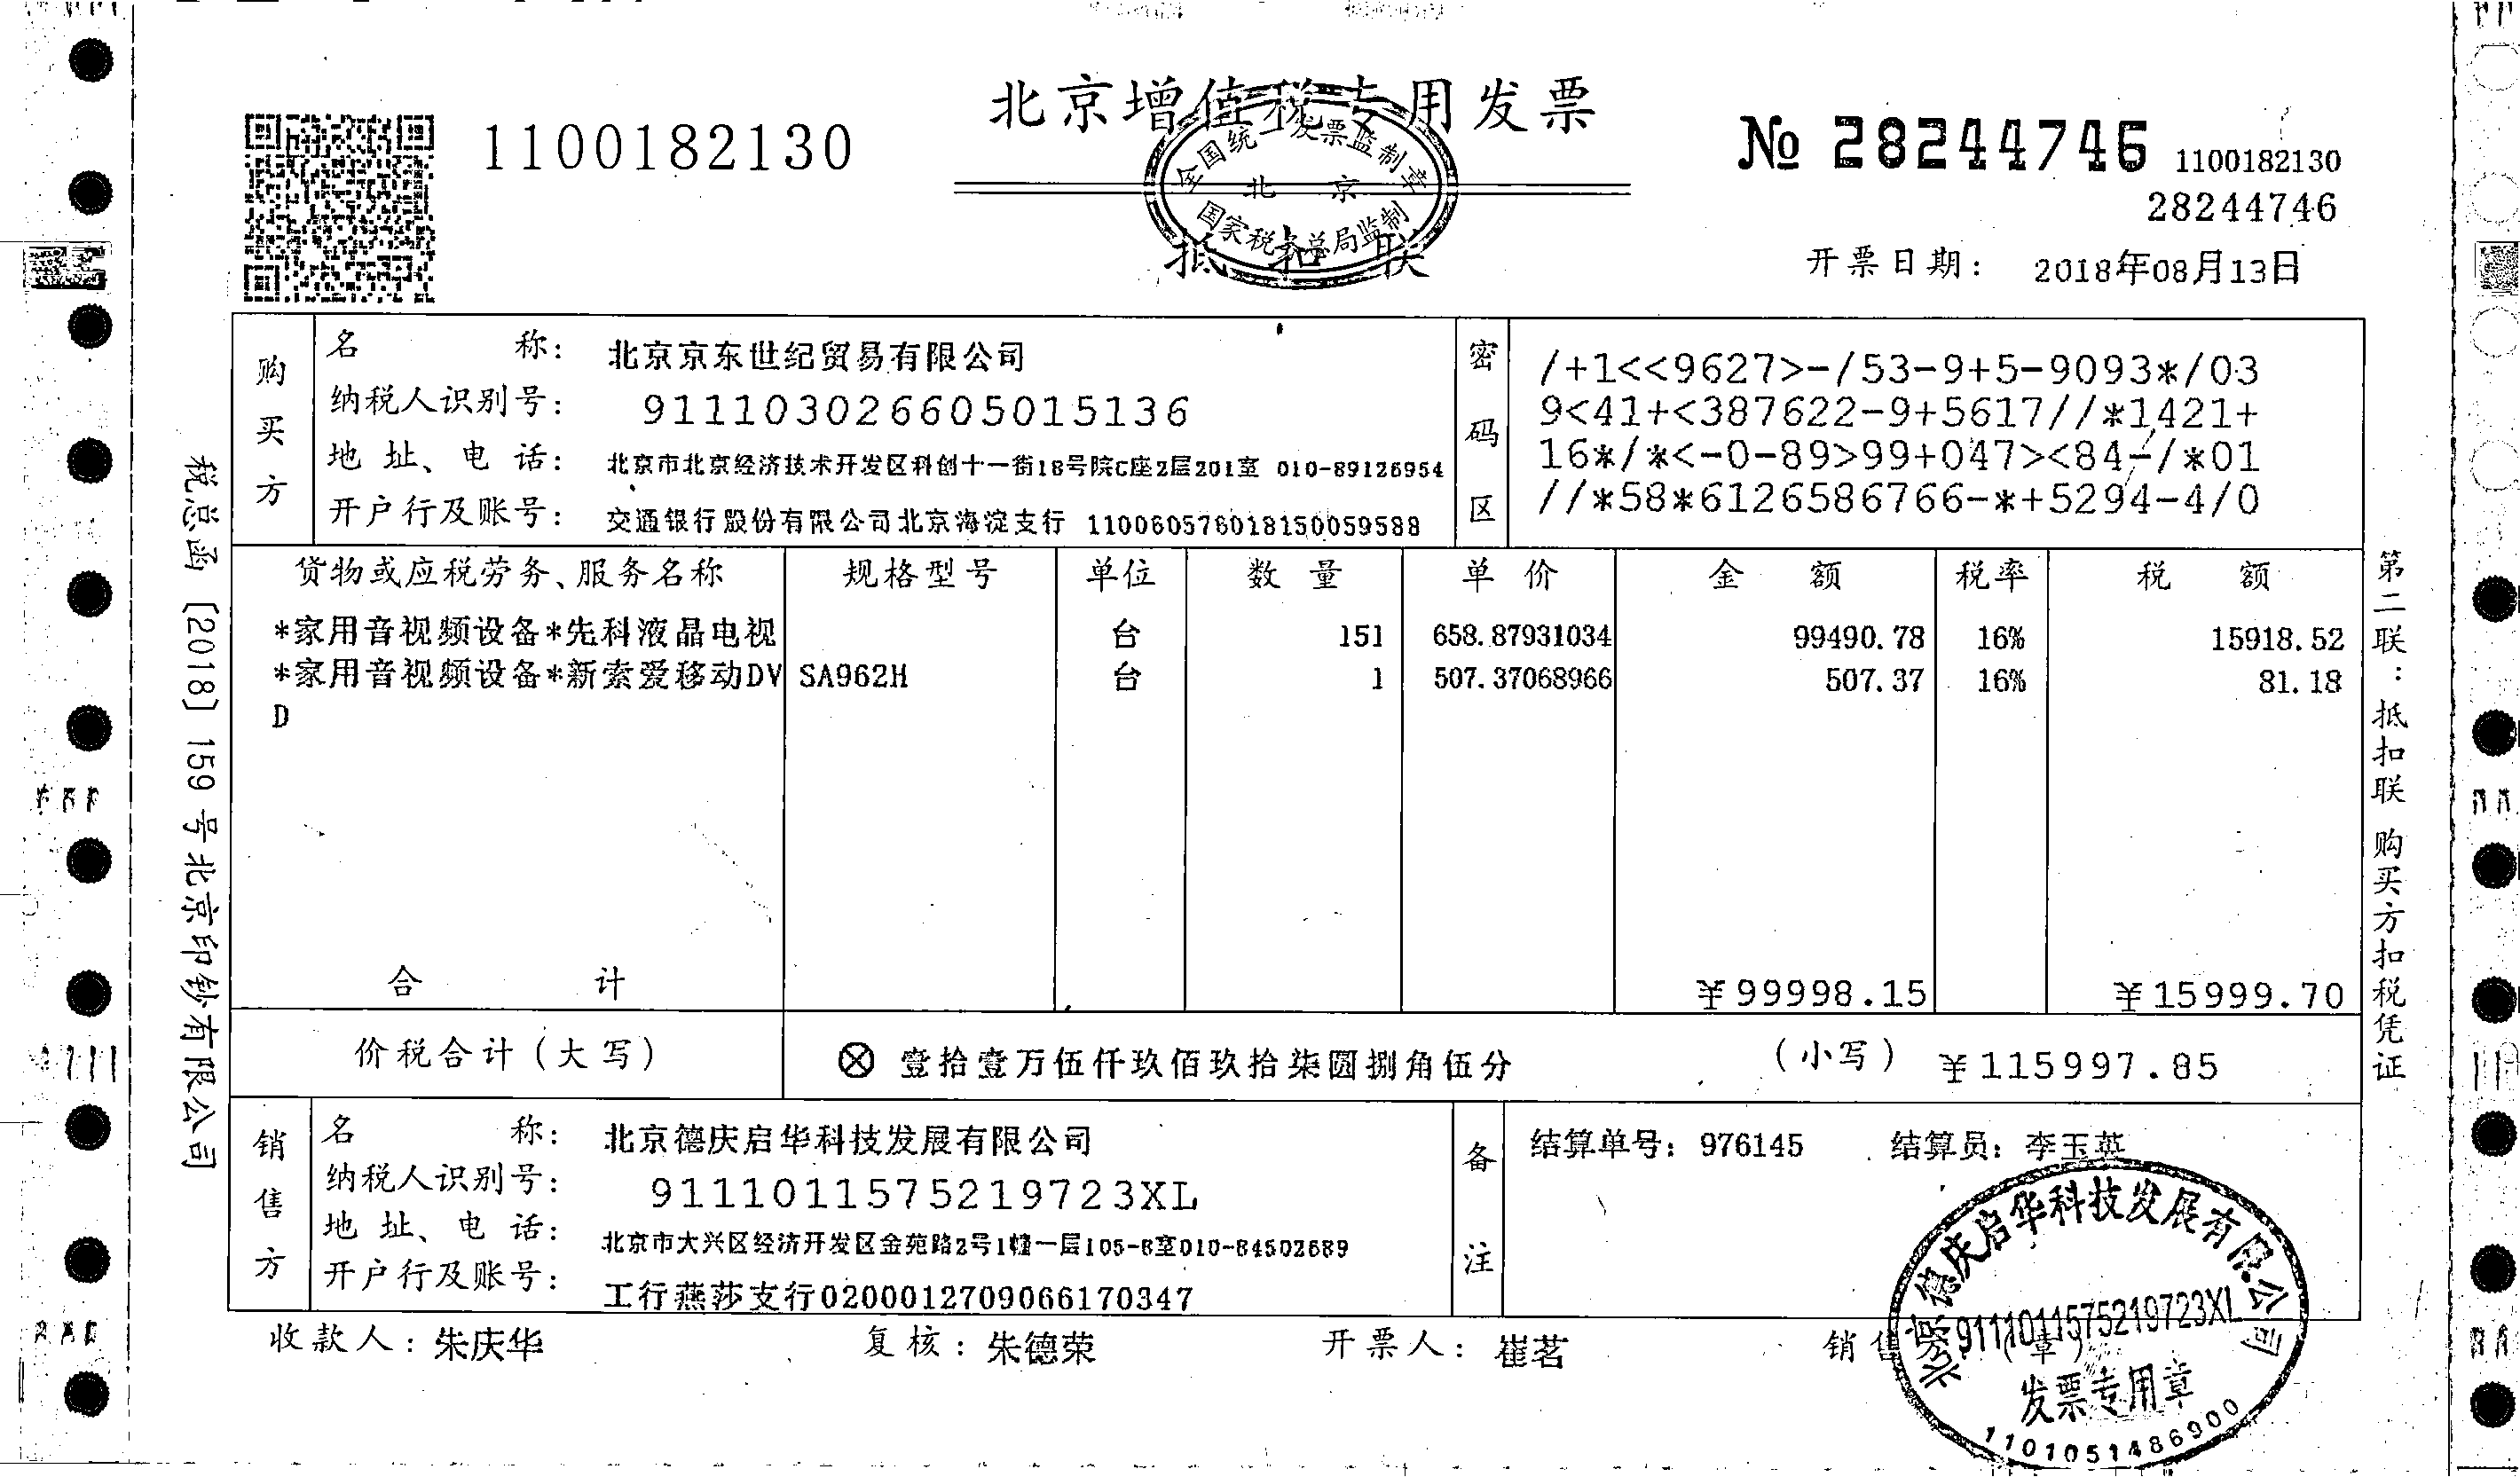 北京增值税专用发票
1100182130
№ 28244746
1100182130
28244746
全国统一发票监制章
北京
国家税务总局监制
抵扣联
开票日期: 2018年08月13日
购买方
名称: 北京京东世纪贸易有限公司
纳税人识别号: 911103026605015136
地址、电话: 北京市北京经济技术开发区科创十一街18号院C座2层201室 010-89126954
开户行及账号: 交通银行股份有限公司北京海淀支行 110060576018150059588
密码区
/+1<<9627>-/53-9+5-9093*/03
9<41+<387622-9+5617//*1421+
16*/*<-0-89>99+047><84-/*01
//*58*6126586766-*+5294-4/0
货物或应税劳务、服务名称 规格型号 单位 数量 单价 金额 税率 税额
*家用音视频设备*先科液晶电视 台 151 658.87931034 99490.78 16% 15918.52
*家用音视频设备*新索爱移动DV SA962H 台 1 507.37068966 507.37 16% 81.18
D
合计 ¥99998.15 ¥15999.70
价税合计(大写) ⊗ 壹拾壹万伍仟玖佰玖拾柒圆捌角伍分 (小写) ¥115997.85
销售方
名称: 北京德庆启华科技发展有限公司
纳税人识别号: 9111011575219723XL
地址、电话: 北京市大兴区经济开发区金苑路2号1幢一层105-B室010-84502689
开户行及账号: 工行燕莎支行0200012709066170347
备注
结算单号: 976145 结算员: 李玉英
收款人: 朱庆华 复核: 朱德荣 开票人: 崔茗 销售方:(章)
北京德庆启华科技发展有限公司
9111011575219723XL
发票专用章
1101051486900
税总函〔2018〕159号北京印钞有限公司
第二联:抵扣联 购买方扣税凭证